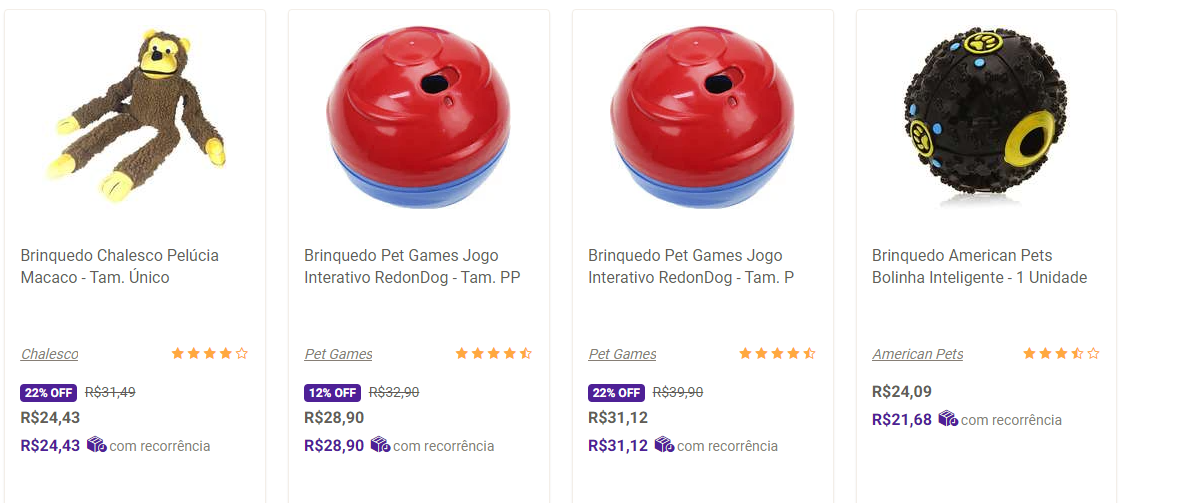 Brinquedo Chalesco Pelúcia
Macaco - Tam. Único
Chalesco
22% OFF R$31,49
R$24,43
R$24,43 com recorrência
Brinquedo Pet Games Jogo
Interativo RedonDog - Tam. PP
Pet Games
12% OFF R$32,90
R$28,90
R$28,90 com recorrência
Brinquedo Pet Games Jogo
Interativo RedonDog - Tam. P
Pet Games
22% OFF R$39,90
R$31,12
R$31,12 com recorrência
Brinquedo American Pets
Bolinha Inteligente - 1 Unidade
American Pets
R$24,09
R$21,68 com recorrência